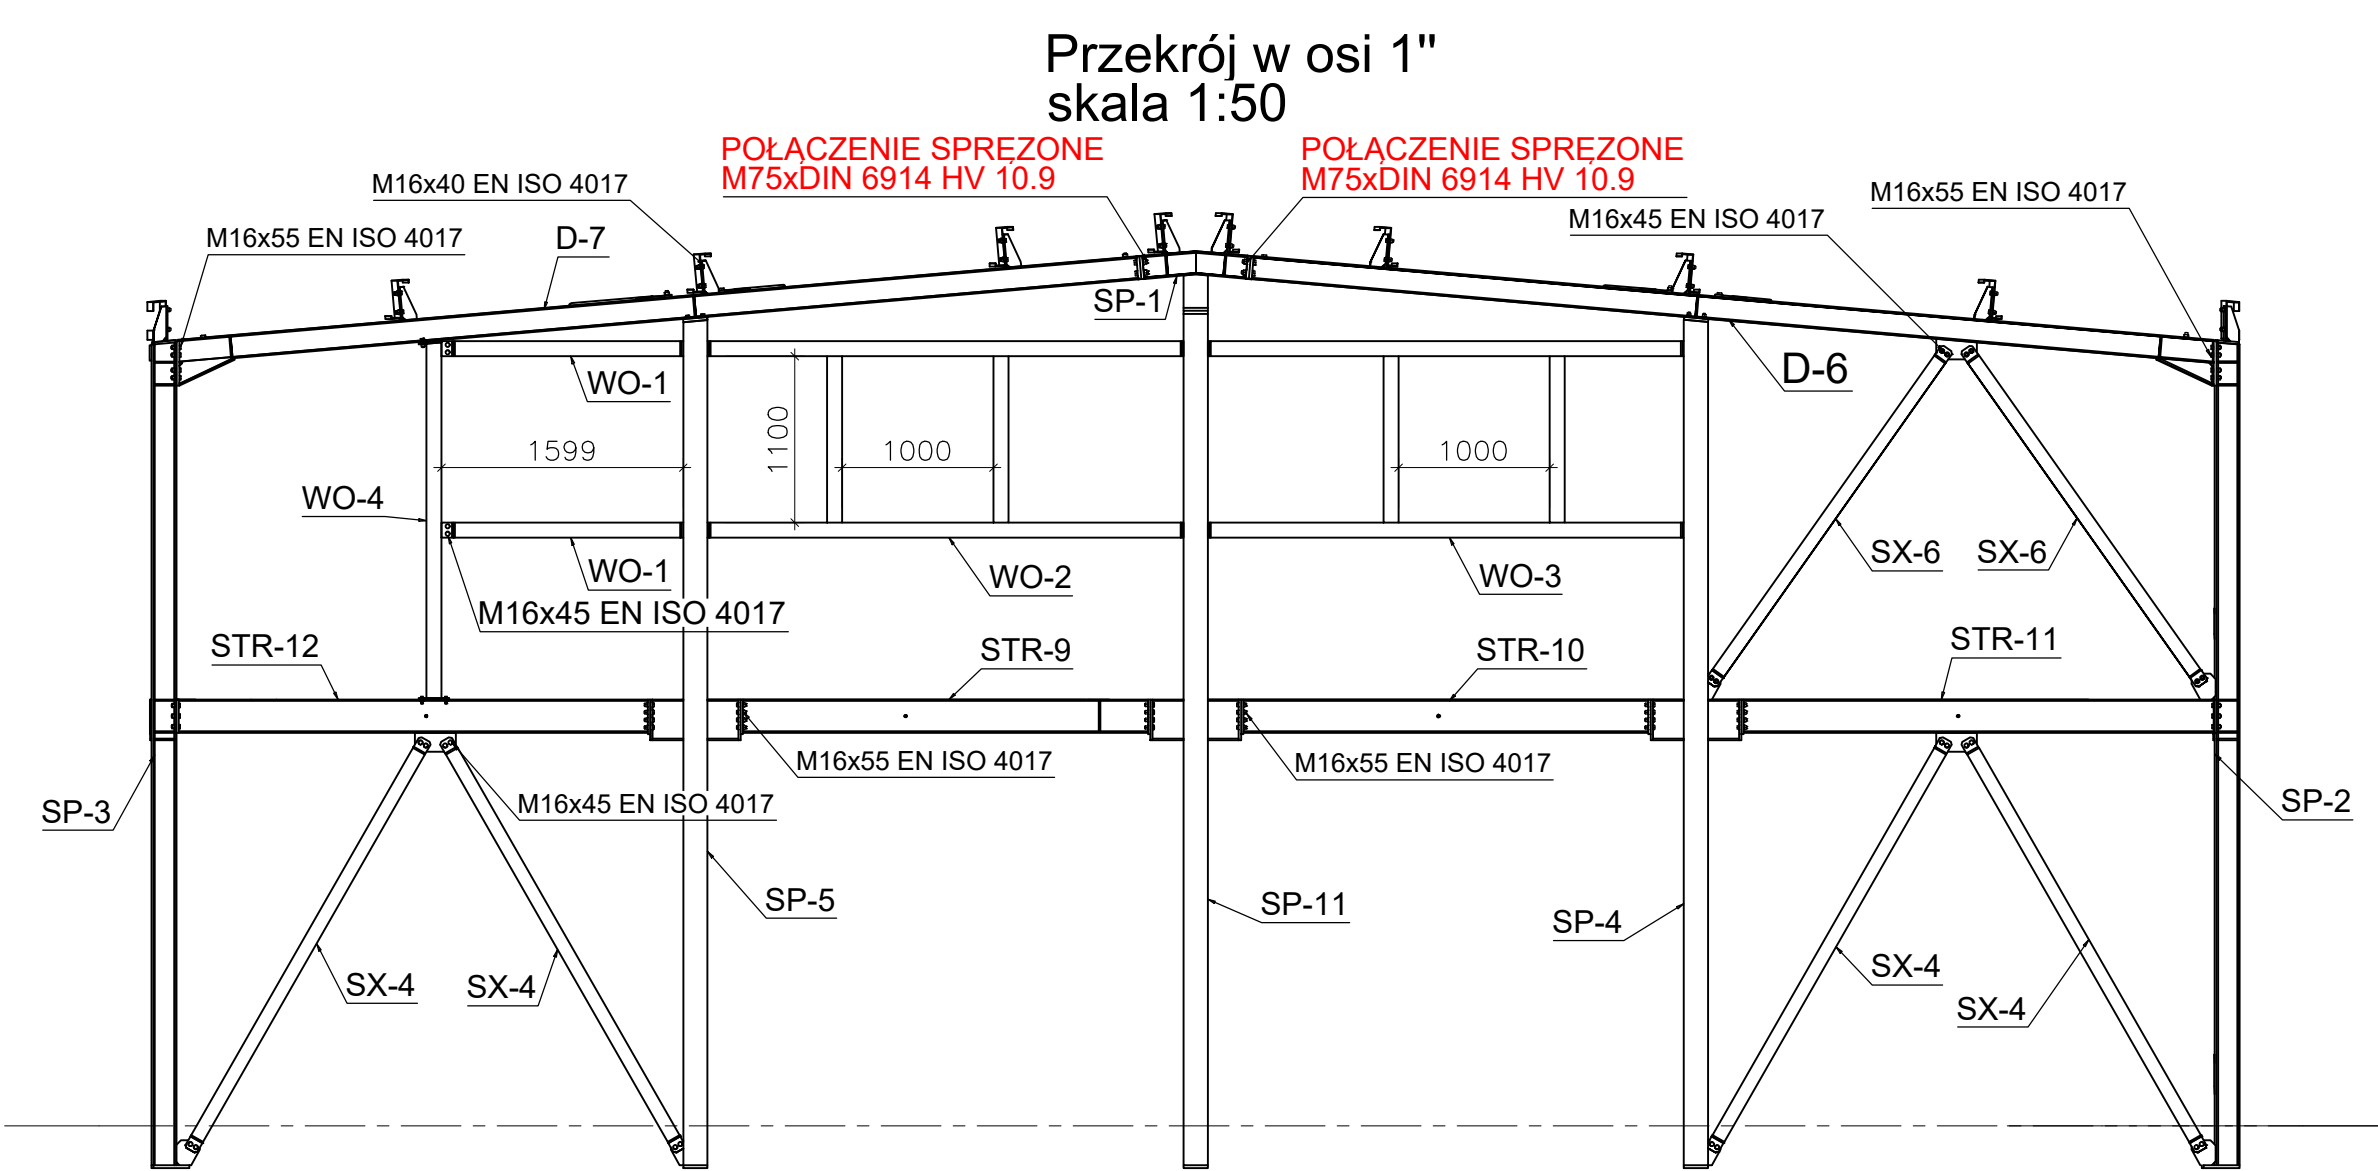 Przekrój w osi 1"
skala 1:50
POŁĄCZENIE SPRĘŻONE
M75xDIN 6914 HV 10.9
POŁĄCZENIE SPRĘŻONE
M75xDIN 6914 HV 10.9
M16x40 EN ISO 4017
M16x55 EN ISO 4017
M16x45 EN ISO 4017
M16x55 EN ISO 4017
D-7
SP-1
D-6
WO-1
1100
1599
1000
1000
WO-4
WO-1
WO-2
WO-3
SX-6
SX-6
M16x45 EN ISO 4017
STR-12
STR-9
STR-10
STR-11
M16x55 EN ISO 4017
M16x55 EN ISO 4017
M16x45 EN ISO 4017
SP-3
SP-2
SP-5
SP-11
SP-4
SX-4
SX-4
SX-4
SX-4